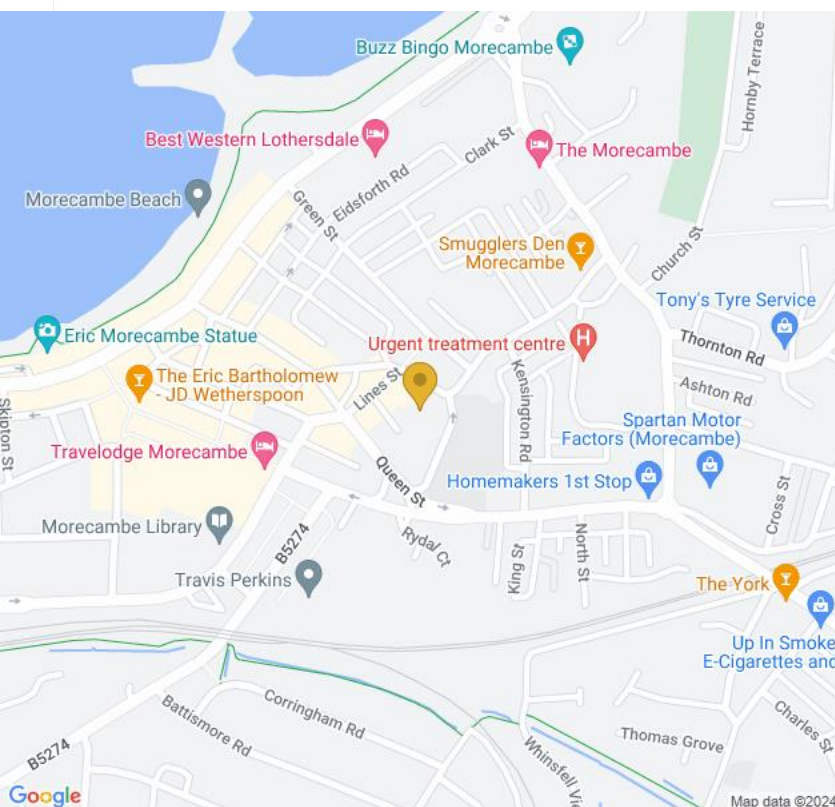 Buzz Bingo Morecambe
Hornby Terrace
Best Western Lothersdale
Clark St
The Morecambe
Eidsforth Rd
Morecambe Beach
Green St
Smugglers Den
Morecambe
Church St
Tony's Tyre Service
Eric Morecambe Statue
Urgent treatment centre
H
Thornton Rd
The Eric Bartholomew
- JD Wetherspoon
Lines St
Kensington Rd
Ashton Rd
Skipton St
Spartan Motor
Factors (Morecambe)
Travelodge Morecambe
Queen St
Homemakers 1st Stop
Cross St
Morecambe Library
B5274
Rydal Ct
King St
North St
Travis Perkins
The York
Up In Smoke
E-Cigarettes and
Corringham Rd
Battismore Rd
Charles St
Thomas Grove
B5274
Whinsfell Vi
Google
Map data ©2024